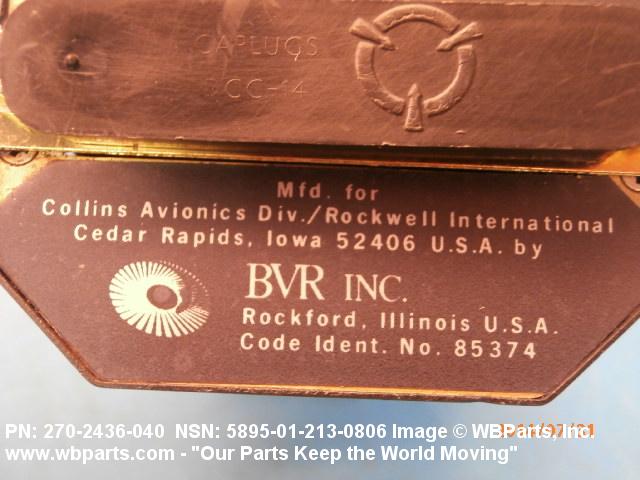 CAPLUGS
CC-14
Mfd. for
Collins Avionics Div./Rockwell International
Cedar Rapids, Iowa 52406 U.S.A. by
BVR INC.
Rockford, Illinois U.S.A.
Code Ident. No. 85374
PN: 270-2436-040 NSN: 5895-01-213-0806 Image © WBParts, Inc.
www.wbparts.com - "Our Parts Keep the World Moving"